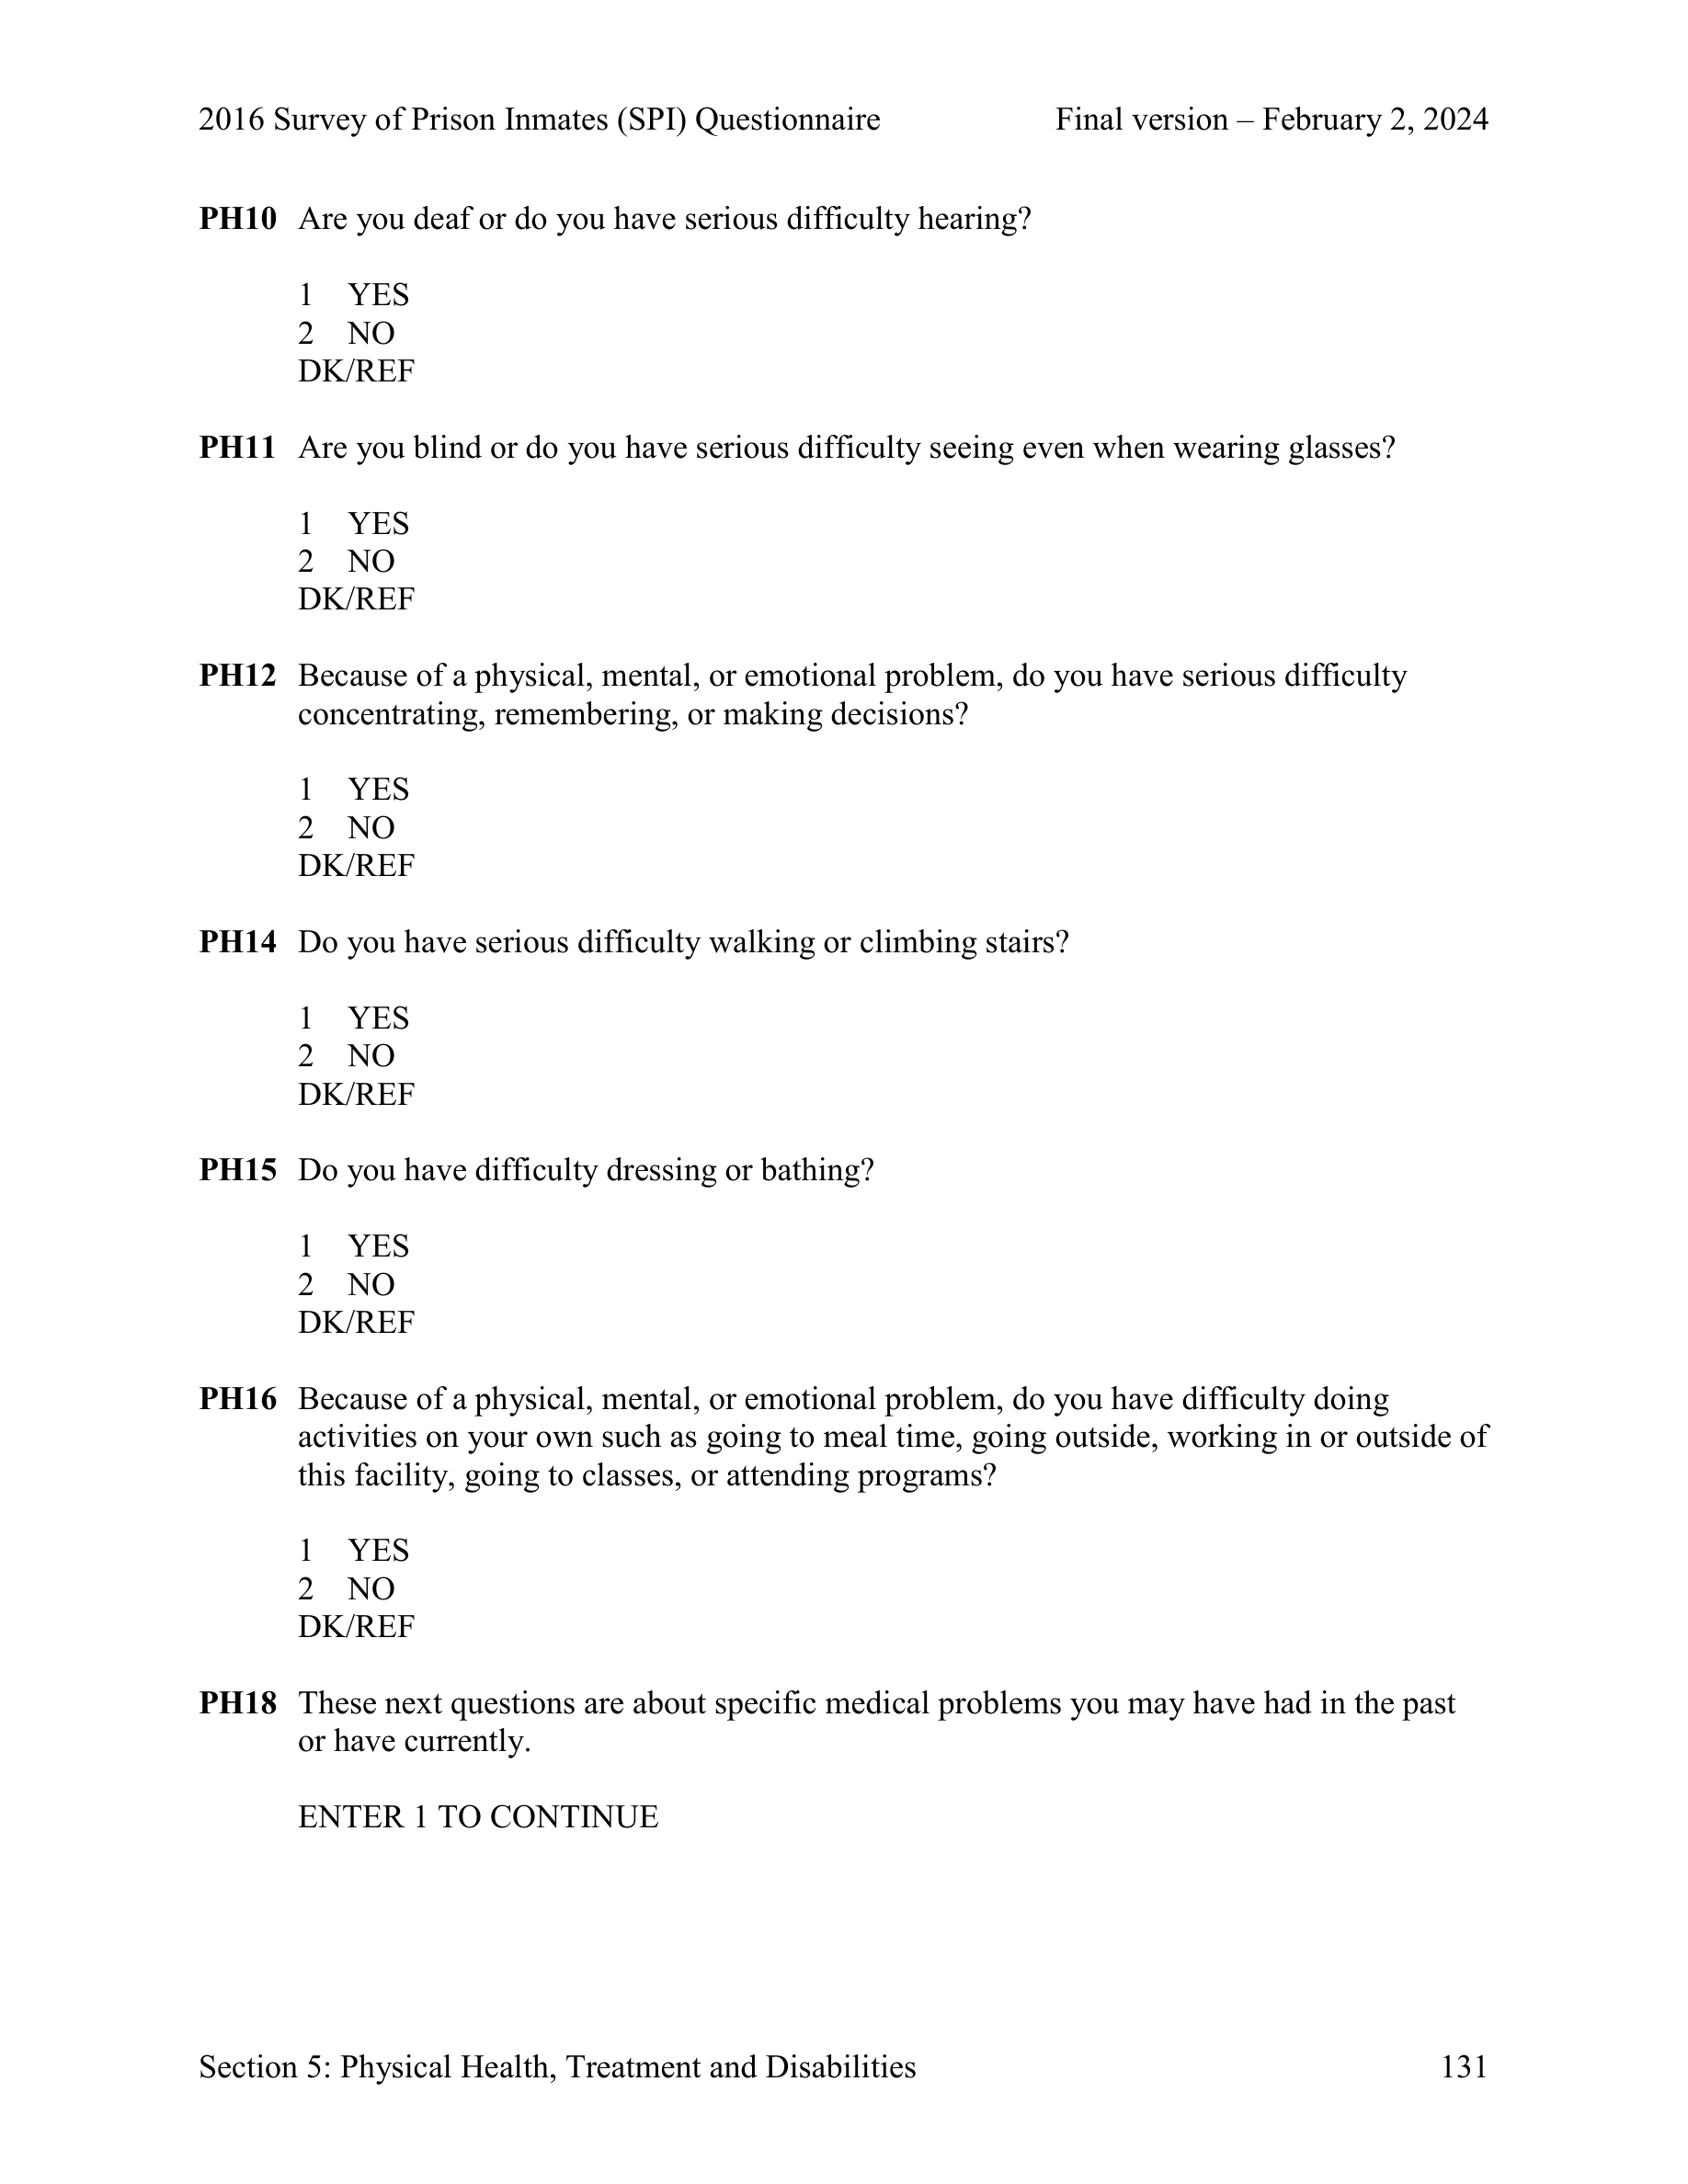 2016 Survey of Prison Inmates (SPI) Questionnaire Final version – February 2, 2024
PH10 Are you deaf or do you have serious difficulty hearing?
1 YES
2 NO
DK/REF
PH11 Are you blind or do you have serious difficulty seeing even when wearing glasses?
1 YES
2 NO
DK/REF
PH12 Because of a physical, mental, or emotional problem, do you have serious difficulty
concentrating, remembering, or making decisions?
1 YES
2 NO
DK/REF
PH14 Do you have serious difficulty walking or climbing stairs?
1 YES
2 NO
DK/REF
PH15 Do you have difficulty dressing or bathing?
1 YES
2 NO
DK/REF
PH16 Because of a physical, mental, or emotional problem, do you have difficulty doing
activities on your own such as going to meal time, going outside, working in or outside of
this facility, going to classes, or attending programs?
1 YES
2 NO
DK/REF
PH18 These next questions are about specific medical problems you may have had in the past
or have currently.
ENTER 1 TO CONTINUE
Section 5: Physical Health, Treatment and Disabilities 131